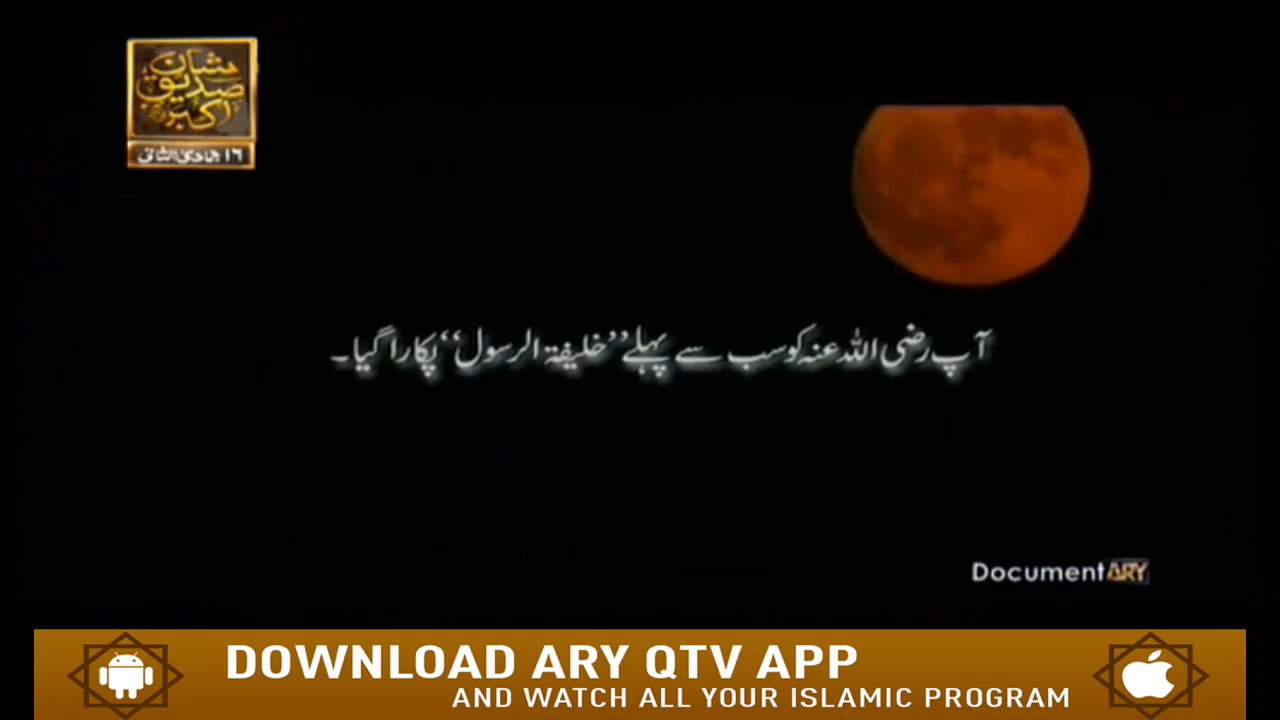 شان
صدیق
اکبر
۱۶ جمادی الثانی
آپ رضی اللہ عنہ کو سب سے پہلے ’’خلیفۃ الرسول‘‘ پکارا گیا۔
DocumentARY
DOWNLOAD ARY QTV APP
AND WATCH ALL YOUR ISLAMIC PROGRAM